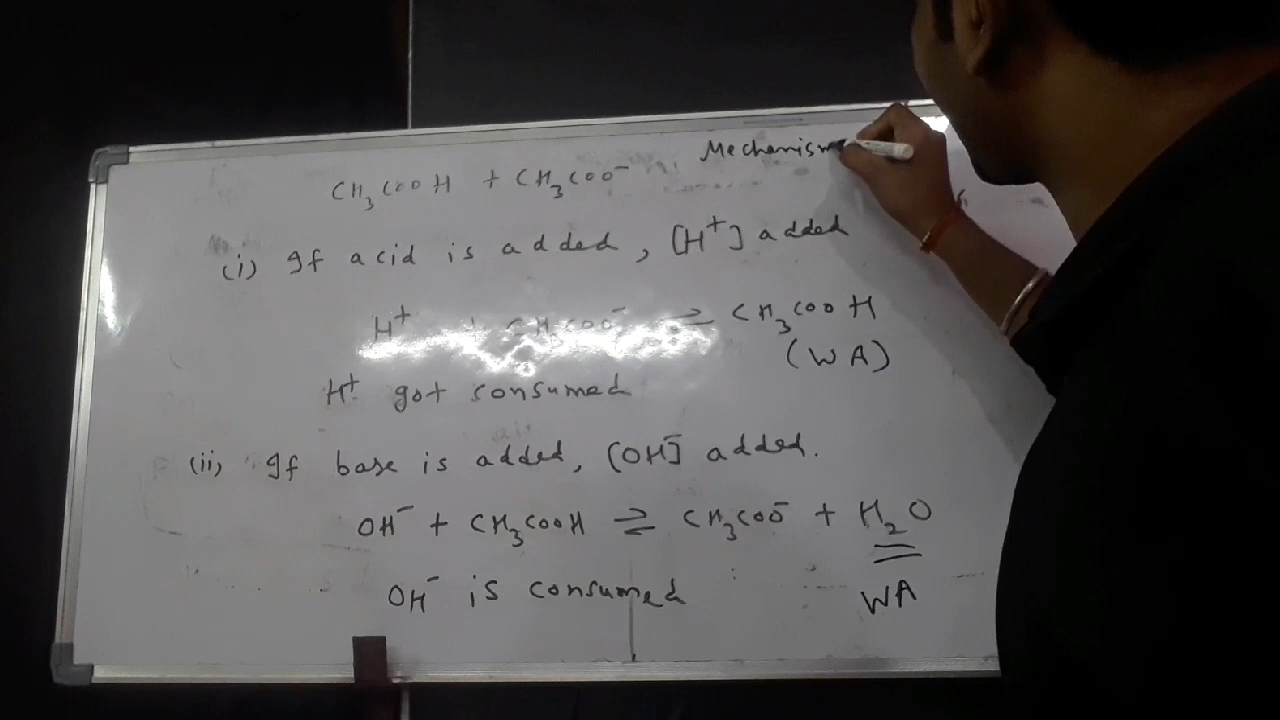 Mechanism
CH₃COOH + CH₃COO⁻
(i) If acid is added, [H⁺] added
H⁺ + CH₃COO⁻ ⇌ CH₃COOH
(WA)
H⁺ got consumed
(ii) If base is added, [OH⁻] added.
OH⁻ + CH₃COOH ⇌ CH₃COO⁻ + H₂O
OH⁻ is consumed WA